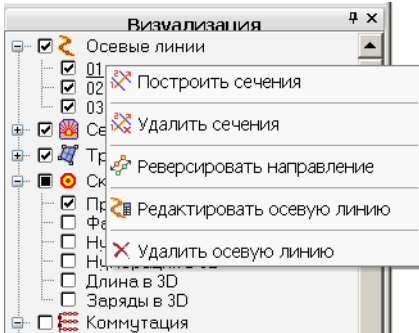 Визуализация
Осевые линии
01
02
03
Построить сечения
Удалить сечения
Реверсировать направление
Редактировать осевую линию
Удалить осевую линию
Длина в 3D
Заряды в 3D
Коммутация